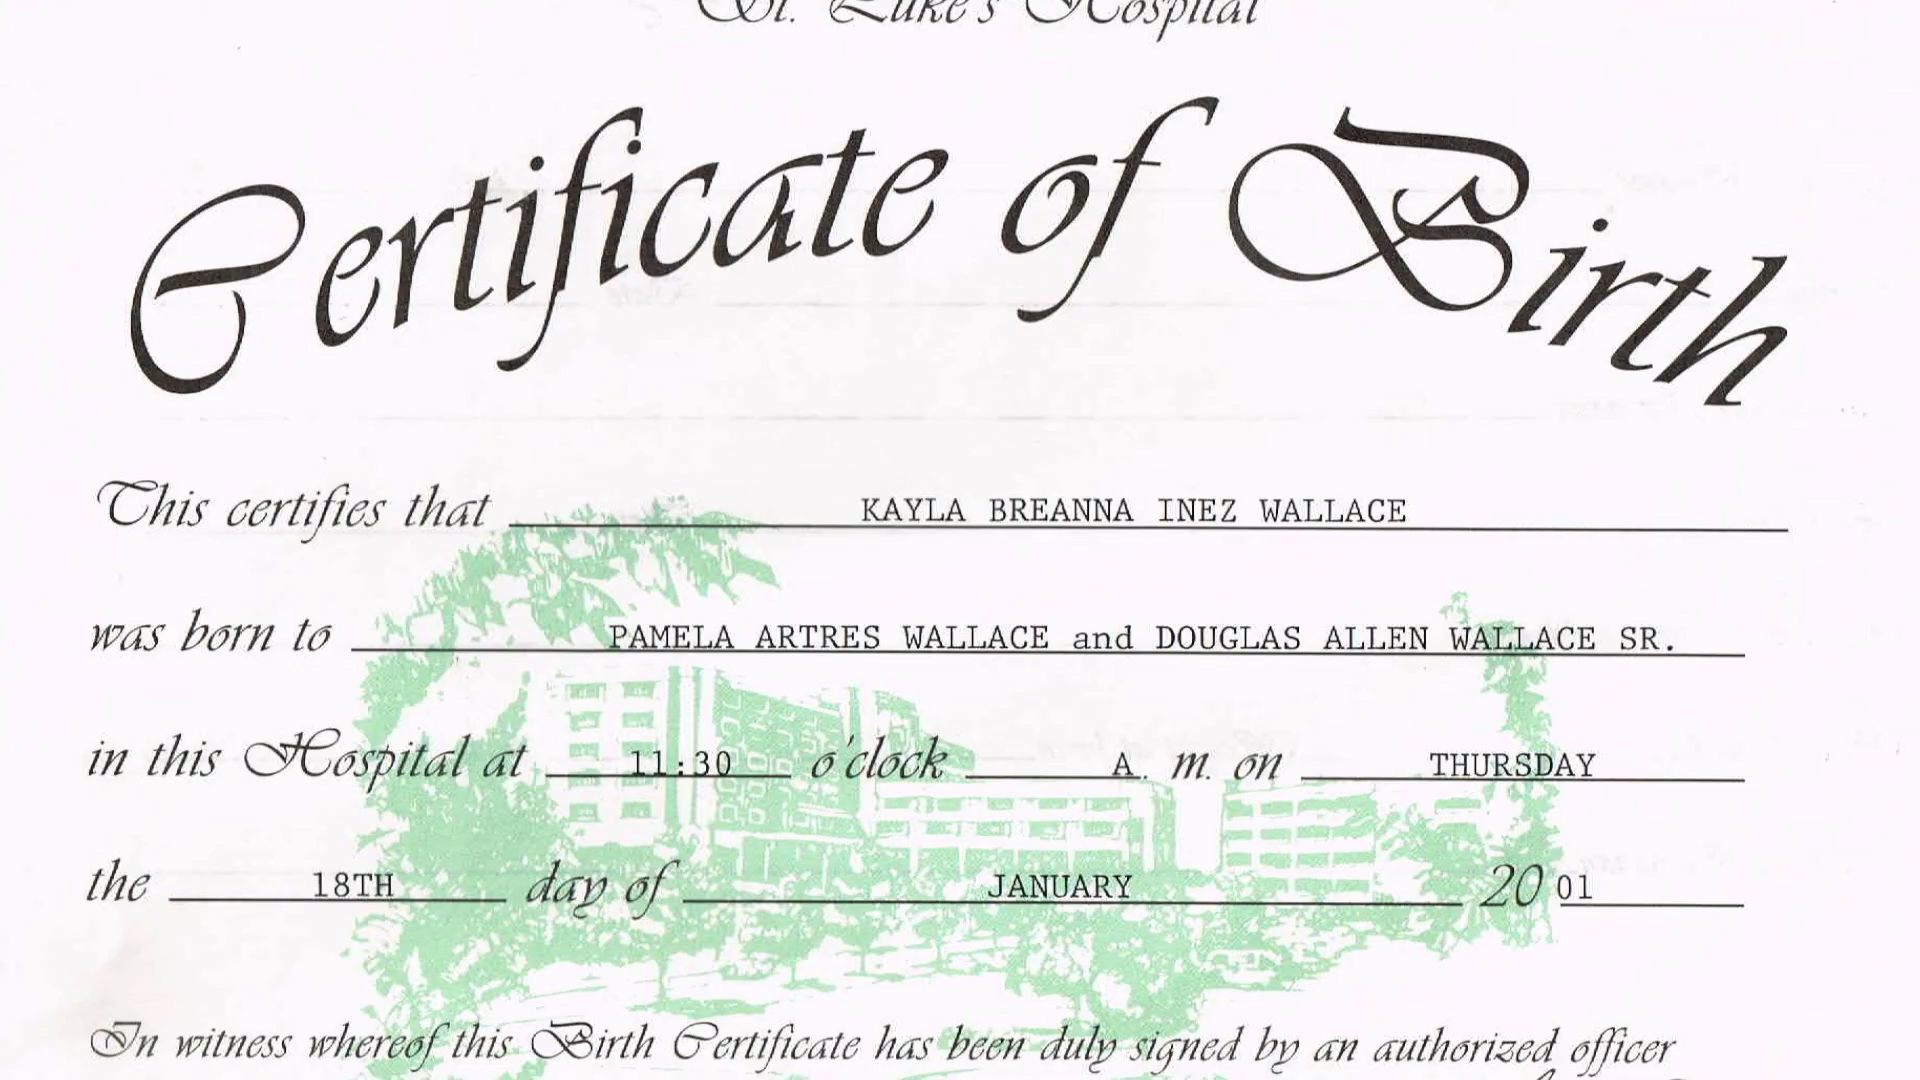 St. Luke's Hospital
Certificate of Birth
This certifies that KAYLA BREANNA INEZ WALLACE
was born to PAMELA ARTRES WALLACE and DOUGLAS ALLEN WALLACE SR.
in this Hospital at 11:30 o'clock A. m. on THURSDAY
the 18TH day of JANUARY 20 01
In witness whereof this Birth Certificate has been duly signed by an authorized officer